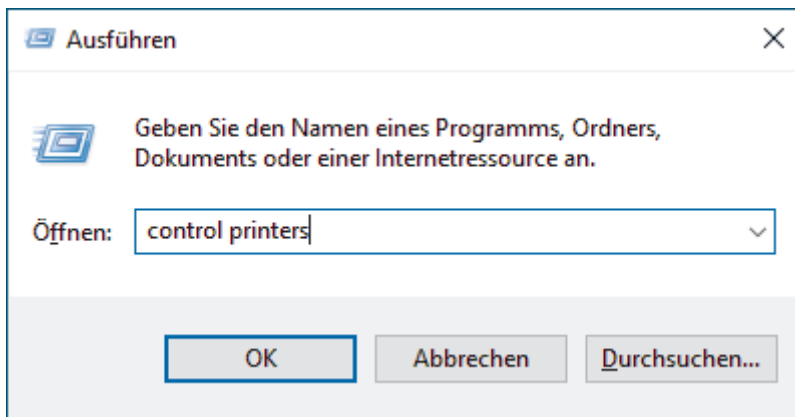 Ausführen
Geben Sie den Namen eines Programms, Ordners,
Dokuments oder einer Internetressource an.
Öffnen: control printers
OK Abbrechen Durchsuchen...